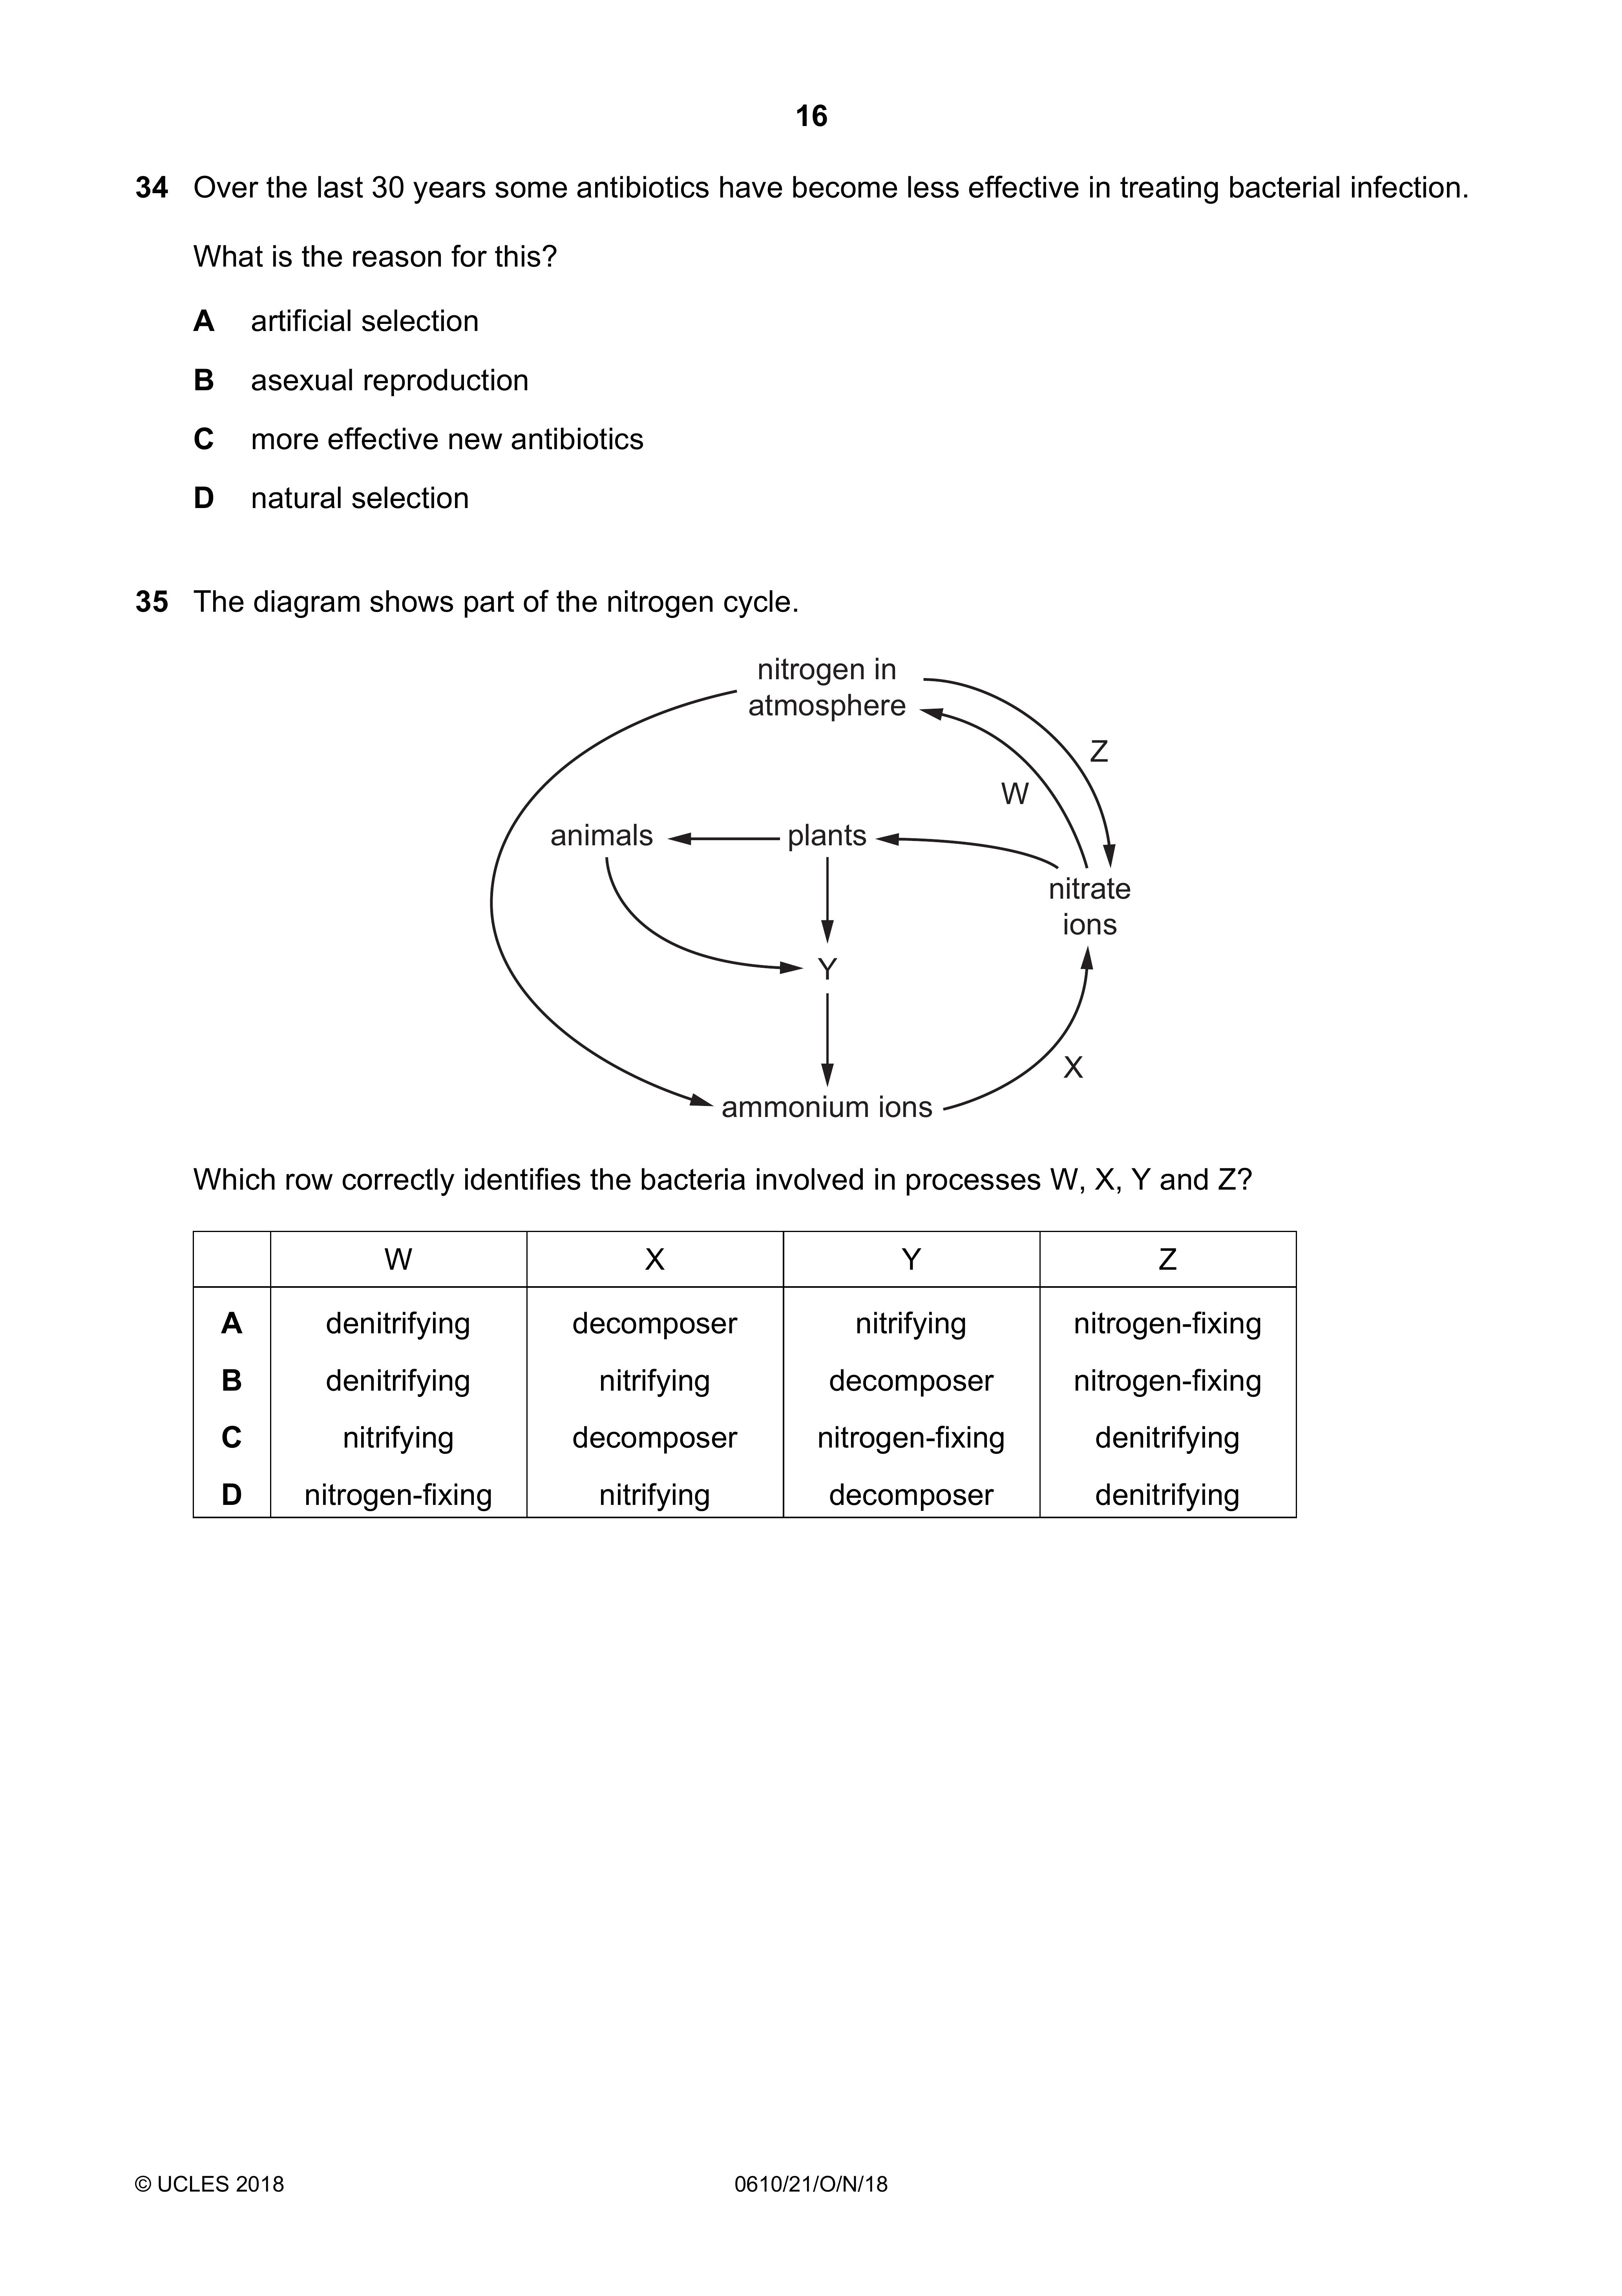 16
34 Over the last 30 years some antibiotics have become less effective in treating bacterial infection.
What is the reason for this?
A artificial selection
B asexual reproduction
C more effective new antibiotics
D natural selection
35 The diagram shows part of the nitrogen cycle.
nitrogen in
atmosphere
Z
W
animals
plants
nitrate
ions
Y
X
ammonium ions
Which row correctly identifies the bacteria involved in processes W, X, Y and Z?
W X Y Z
A denitrifying decomposer nitrifying nitrogen-fixing
B denitrifying nitrifying decomposer nitrogen-fixing
C nitrifying decomposer nitrogen-fixing denitrifying
D nitrogen-fixing nitrifying decomposer denitrifying
© UCLES 2018 0610/21/O/N/18